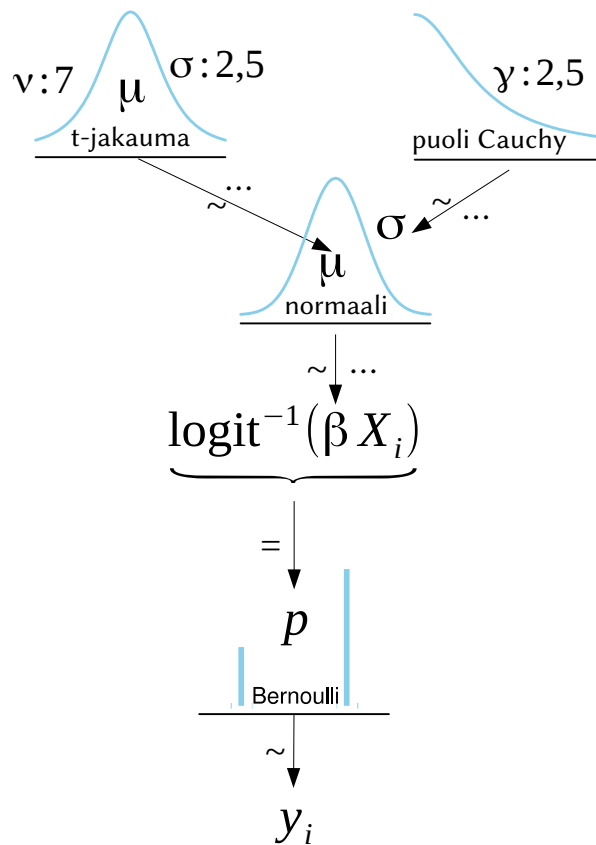 ν:7 μ σ:2,5
t-jakauma
γ:2,5
puoli Cauchy
~ ...
~ ...
μ σ
normaali
~ ...
logit⁻¹(β Xᵢ)
=
p
Bernoulli
~
yᵢ